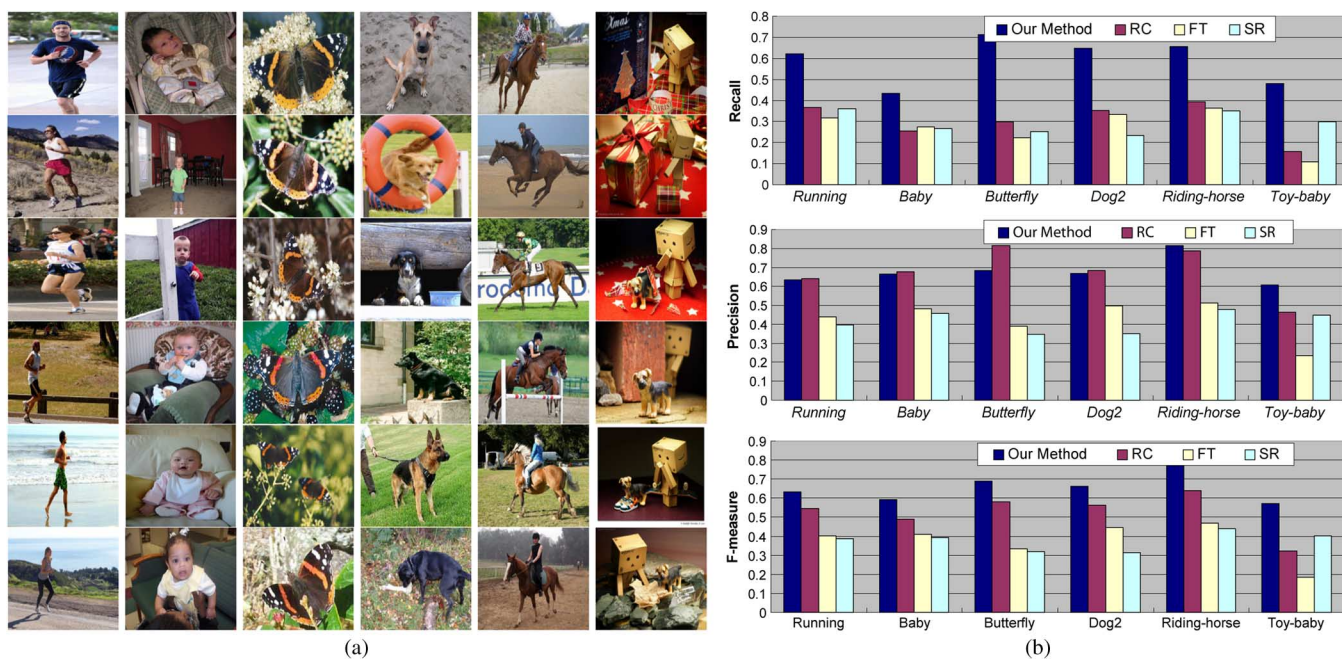 Xmas
rodome Da
(a)
0.8
0.7
0.6
0.5
0.4
0.3
0.2
0.1
0
Recall
Our Method RC FT SR
Running Baby Butterfly Dog2 Riding-horse Toy-baby
0.9
0.8
0.7
0.6
0.5
0.4
0.3
0.2
0.1
0
Precision
Our Method RC FT SR
Running Baby Butterfly Dog2 Riding-horse Toy-baby
0.9
0.8
0.7
0.6
0.5
0.4
0.3
0.2
0.1
0
F-measure
Our Method RC FT SR
Running Baby Butterfly Dog2 Riding-horse Toy-baby
(b)